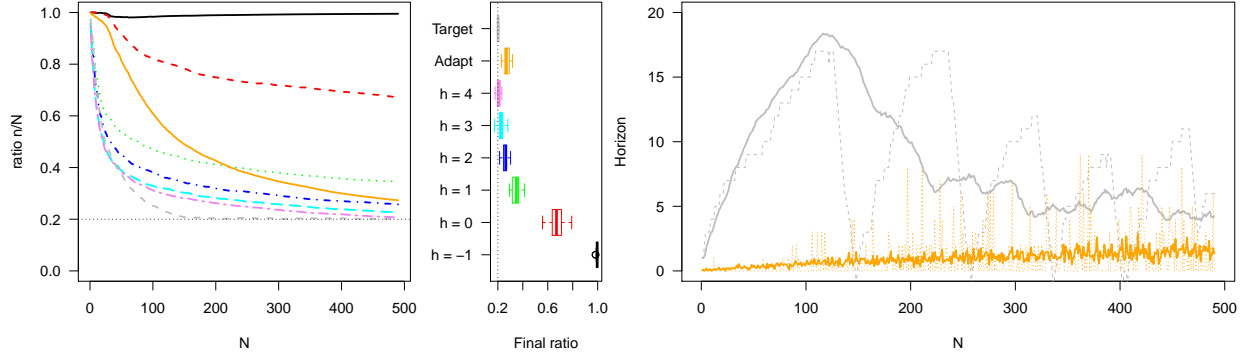 ratio n/N
1.0
0.8
0.6
0.4
0.2
0.0
0 100 200 300 400 500
N
Target
Adapt
h = 4
h = 3
h = 2
h = 1
h = 0
h = −1
0.2 0.6 1.0
Final ratio
Horizon
20
15
10
5
0
0 100 200 300 400 500
N